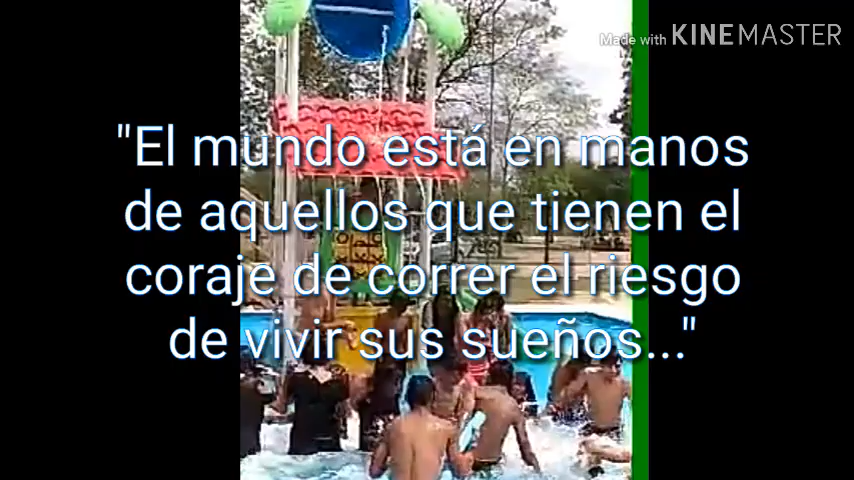 Made with KINEMASTER
"El mundo está en manos
de aquellos que tienen el
coraje de correr el riesgo
de vivir sus sueños..."